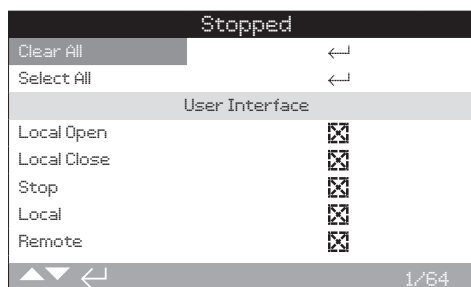 Stopped
Clear All
Select All
User Interface
Local Open
Local Close
Stop
Local
Remote
1/64